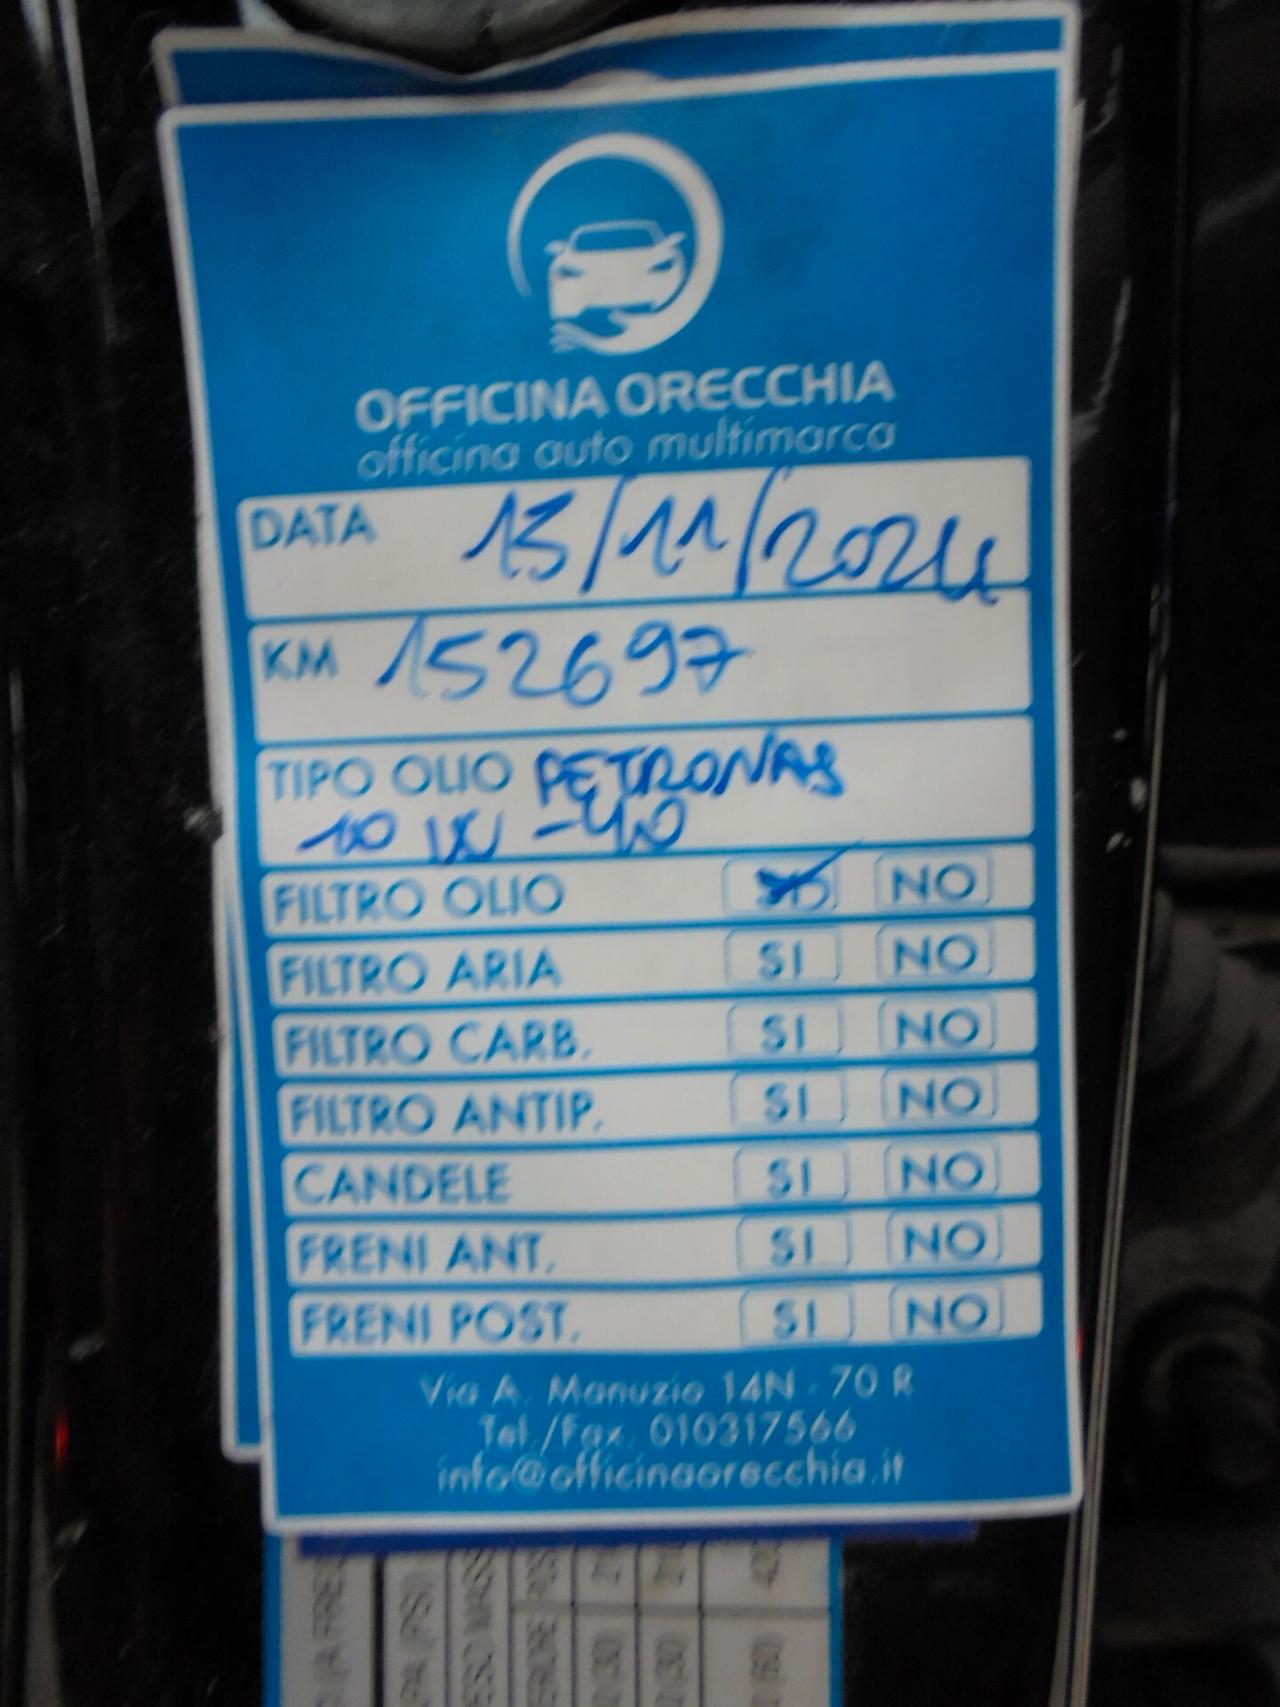 OFFICINA ORECCHIA
officina auto multimarca
DATA 13/11/2024
KM 152697
TIPO OLIO PETRONAS
10W-40
FILTRO OLIO SI NO
FILTRO ARIA SI NO
FILTRO CARB. SI NO
FILTRO ANTIP. SI NO
CANDELE SI NO
FRENI ANT. SI NO
FRENI POST. SI NO
Via A. Manuzio 14N - 70 R
Tel./Fax. 010317566
info@officinaorecchia.it